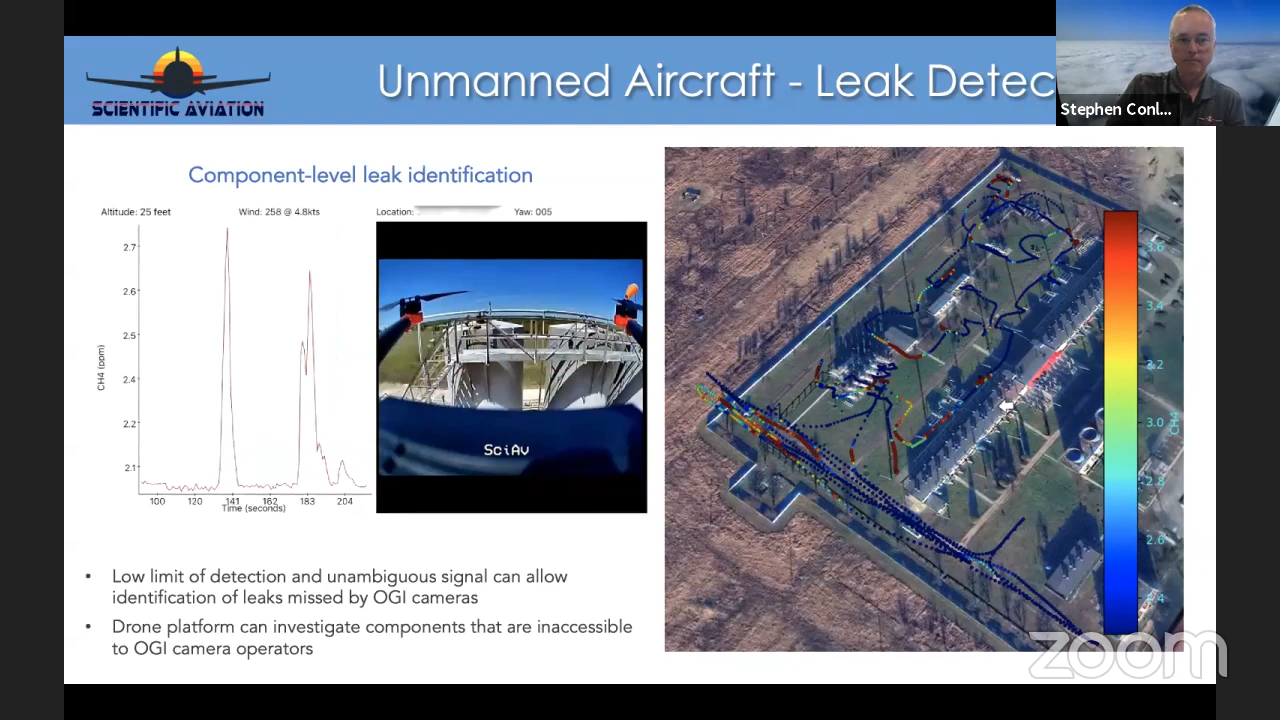 SCIENTIFIC AVIATION
Unmanned Aircraft - Leak Detec
Stephen Conl...
Component-level leak identification
Altitude: 25 feet
Wind: 258 @ 4.8kts
Location:
Yaw: 005
2.7
2.6
2.5
2.4
2.2
2.1
CH4 (ppm)
100 120 141 162 183 204
Time (seconds)
SciAv
3.6
3.4
3.2
3.0
2.8
2.6
2.4
CH4
• Low limit of detection and unambiguous signal can allow
identification of leaks missed by OGI cameras
• Drone platform can investigate components that are inaccessible
to OGI camera operators
zoom